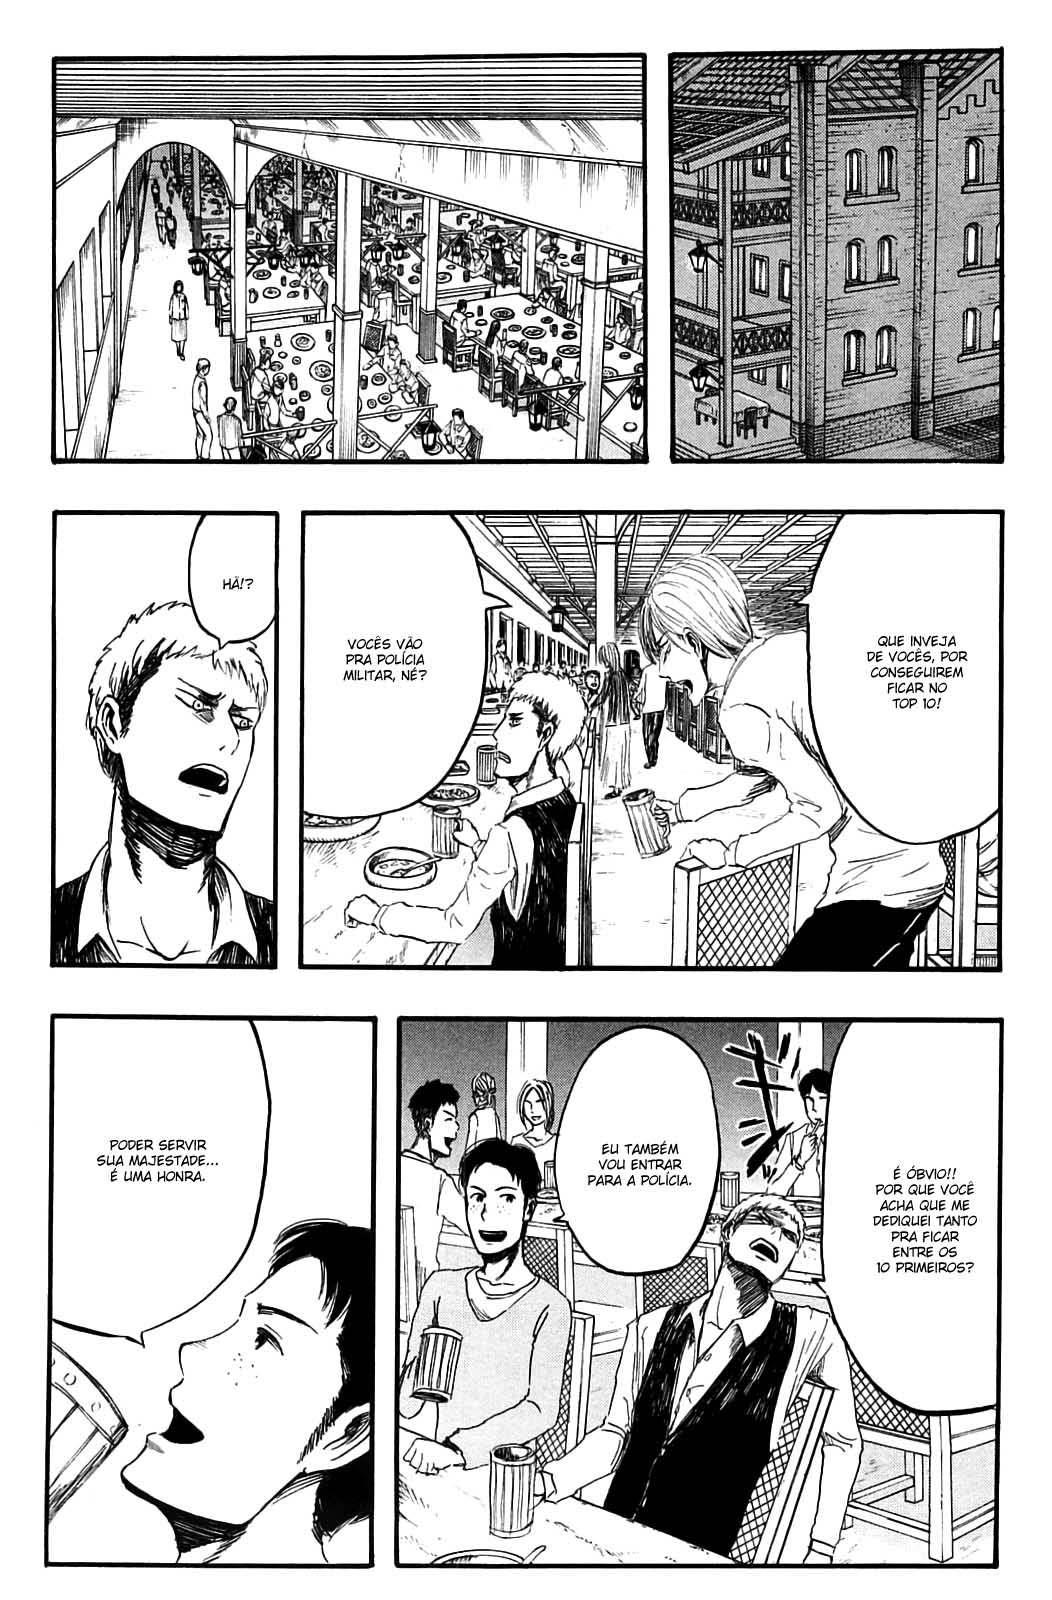 QUE INVEJA
DE VOCÊS, POR
CONSEGUIREM
FICAR NO
TOP 10!
VOCÊS VÃO
PRA POLÍCIA
MILITAR, NÉ?
HÃ!?
É ÓBVIO!!
POR QUE VOCÊ
ACHA QUE ME
DEDIQUEI TANTO
PRA FICAR
ENTRE OS
10 PRIMEIROS?
EU TAMBÉM
VOU ENTRAR
PARA A POLÍCIA.
PODER SERVIR
SUA MAJESTADE...
É UMA HONRA.